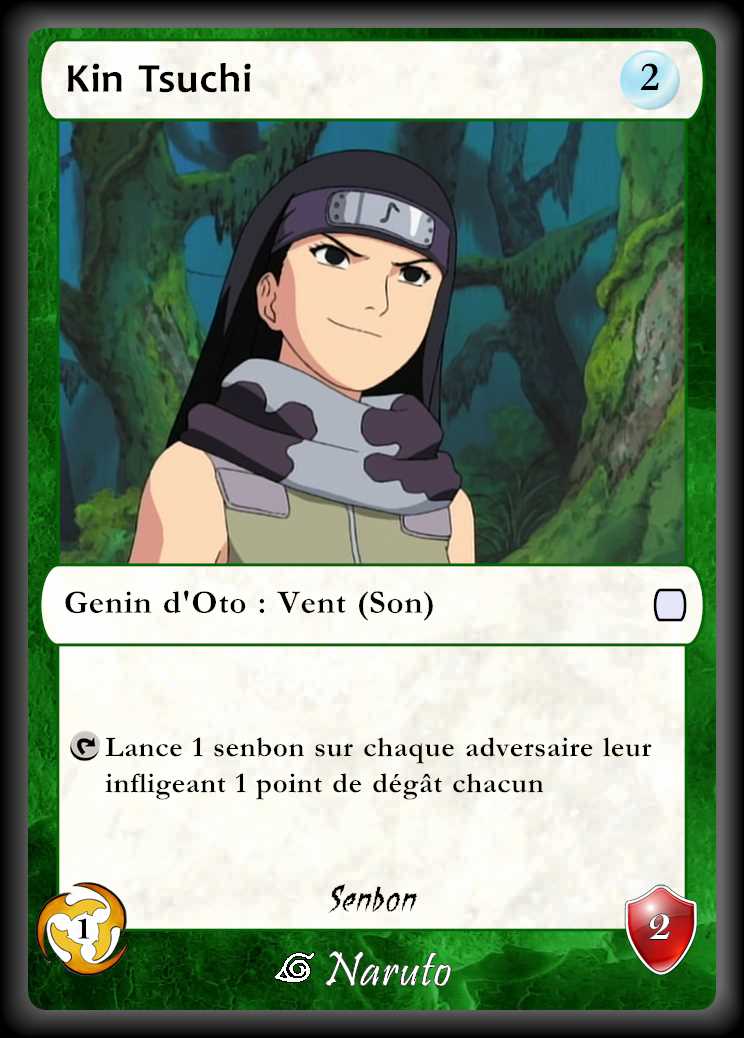 Kin Tsuchi
2
Genin d'Oto : Vent (Son)
Lance 1 senbon sur chaque adversaire leur
infligeant 1 point de dégât chacun
Senbon
1
2
Naruto